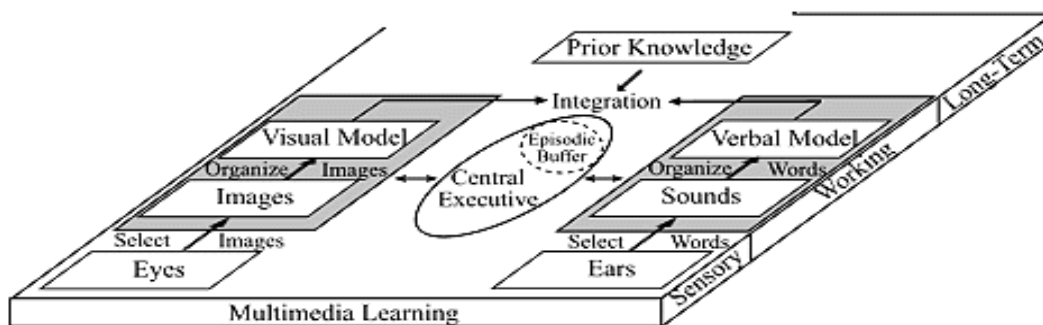 Prior Knowledge
Integration
Visual Model
Organize Images
Images
Select Images
Eyes
Episodic
Buffer
Central
Executive
Verbal Model
Organize Words
Sounds
Select Words
Ears
Multimedia Learning
Sensory
Working
Long-Term